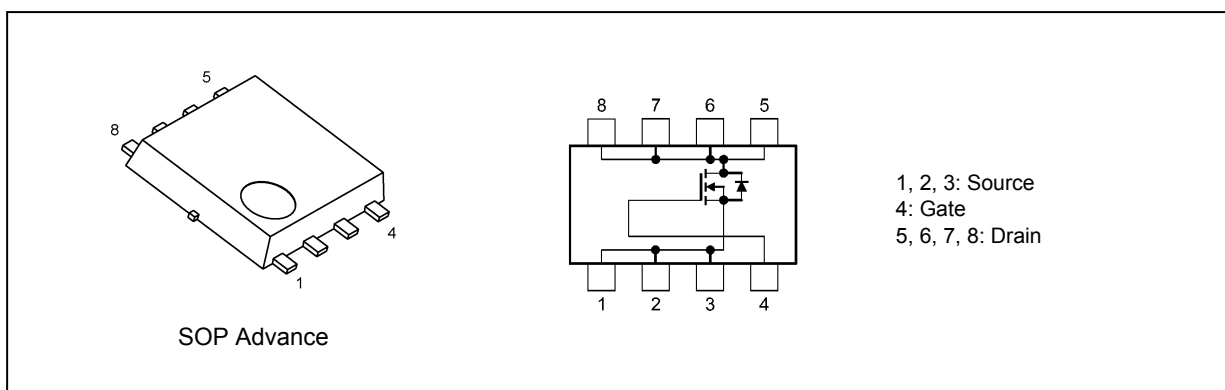 5
8
4
1
SOP Advance
8 7 6 5
1 2 3 4
1, 2, 3: Source
4: Gate
5, 6, 7, 8: Drain